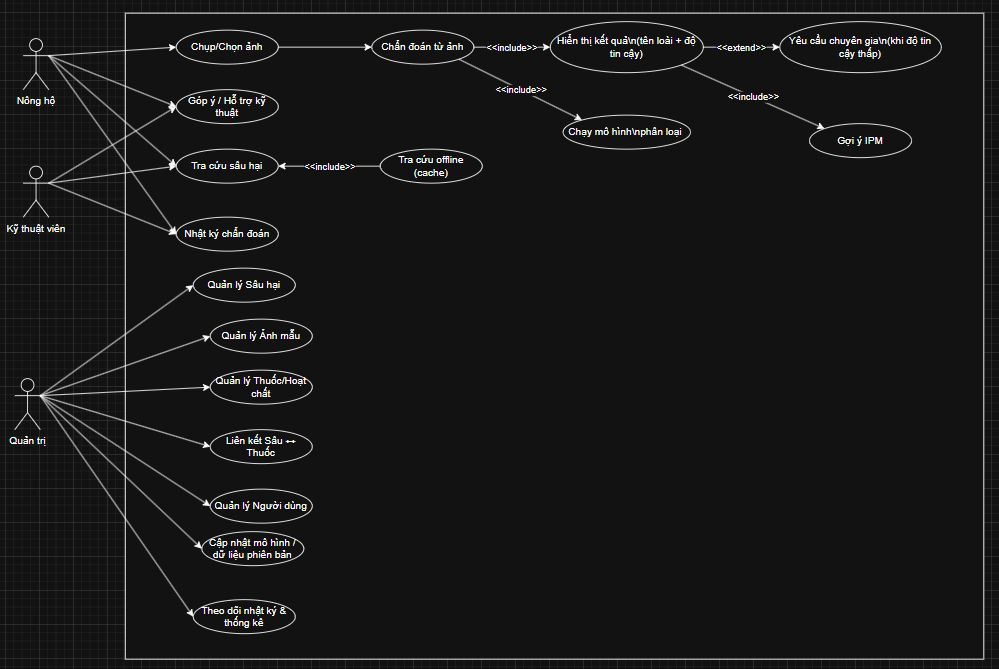 Nông hộ
Kỹ thuật viên
Quản trị
Chụp/Chọn ảnh
Chẩn đoán từ ảnh
<<include>>
Hiển thị kết quả\n(tên loài + độ
tin cậy)
<<extend>>
Yêu cầu chuyên gia\n(khi độ tin
cậy thấp)
<<include>>
<<include>>
Góp ý / Hỗ trợ kỹ
thuật
Chạy mô hình\nphân loại
Gợi ý IPM
Tra cứu sâu hại
<<include>>
Tra cứu offline
(cache)
Nhật ký chẩn đoán
Quản lý Sâu hại
Quản lý Ảnh mẫu
Quản lý Thuốc/Hoạt
chất
Liên kết Sâu ↔
Thuốc
Quản lý Người dùng
Cập nhật mô hình /
dữ liệu phiên bản
Theo dõi nhật ký &
thống kê